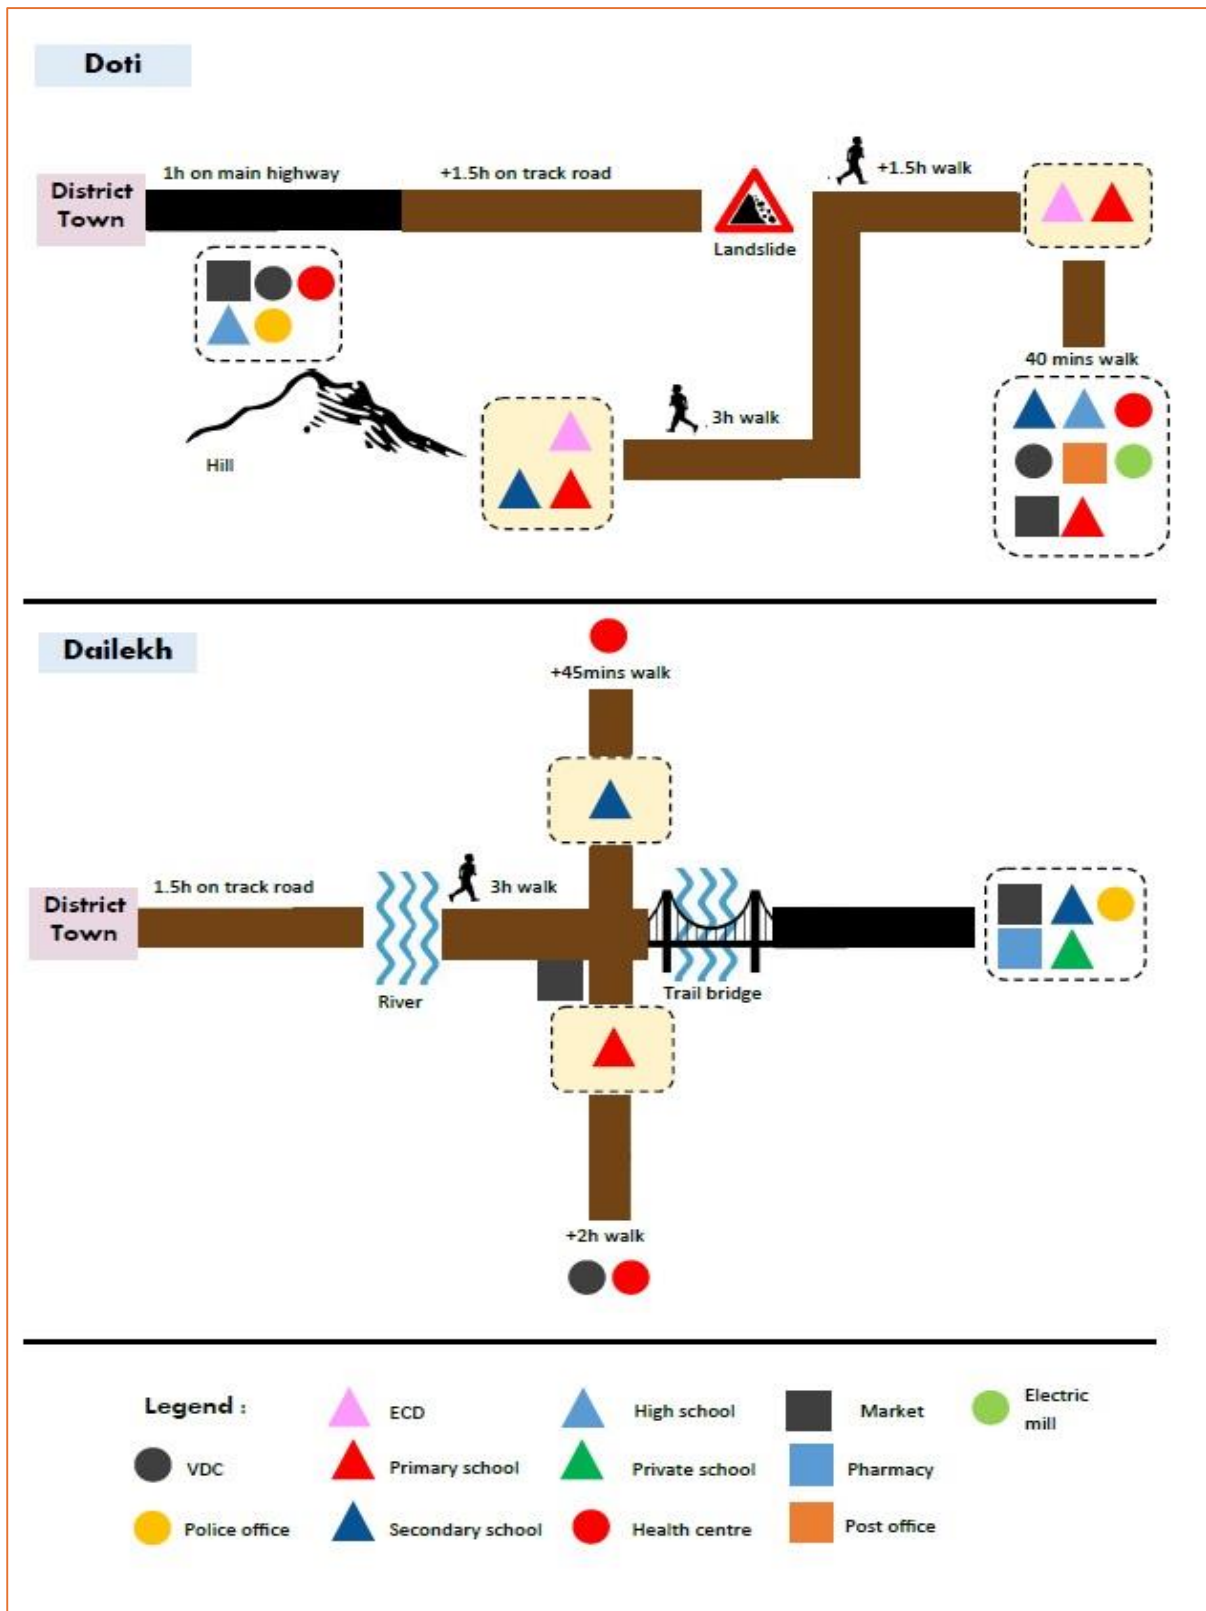 Doti
1h on main highway
+1.5h on track road
+1.5h walk
District
Town
Landslide
40 mins walk
3h walk
Hill
Dailekh
+45mins walk
1.5h on track road
3h walk
District
Town
River
Trail bridge
+2h walk
Legend :
ECD
High school
Market
Electric
mill
VDC
Primary school
Private school
Pharmacy
Police office
Secondary school
Health centre
Post office